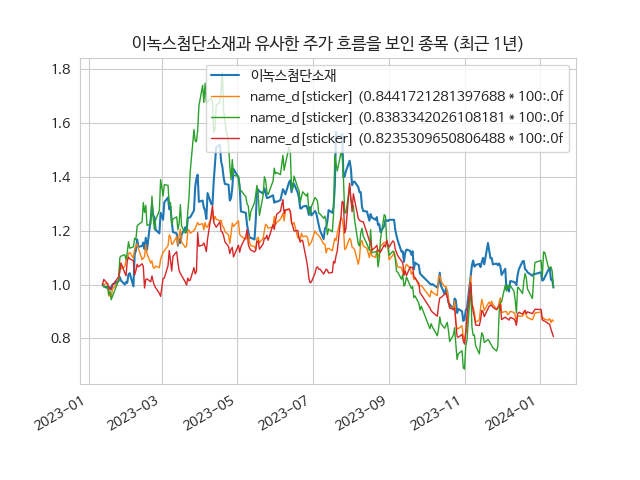 이녹스첨단소재과 유사한 주가 흐름을 보인 종목 (최근 1년)
이녹스첨단소재
name_d[sticker] (0.8441721281397688 * 100:.0f
name_d[sticker] (0.8383342026108181 * 100:.0f
name_d[sticker] (0.8235309650806488 * 100:.0f
1.8
1.6
1.4
1.2
1.0
0.8
2023-01
2023-03
2023-05
2023-07
2023-09
2023-11
2024-01